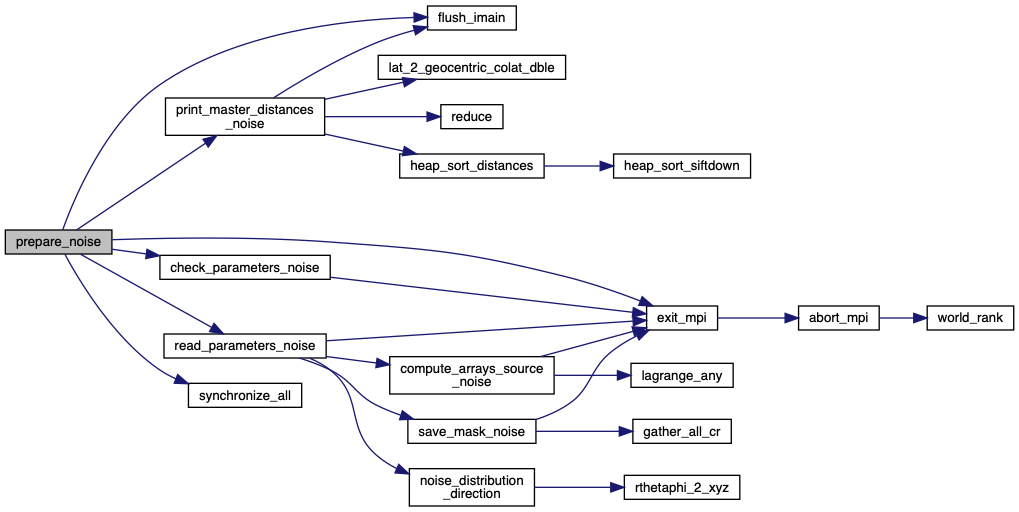 flush_imain
lat_2_geocentric_colat_dble
print_master_distances
_noise
reduce
heap_sort_distances
heap_sort_siftdown
prepare_noise
check_parameters_noise
exit_mpi
abort_mpi
world_rank
read_parameters_noise
compute_arrays_source
_noise
lagrange_any
synchronize_all
save_mask_noise
gather_all_cr
noise_distribution
_direction
rthetaphi_2_xyz